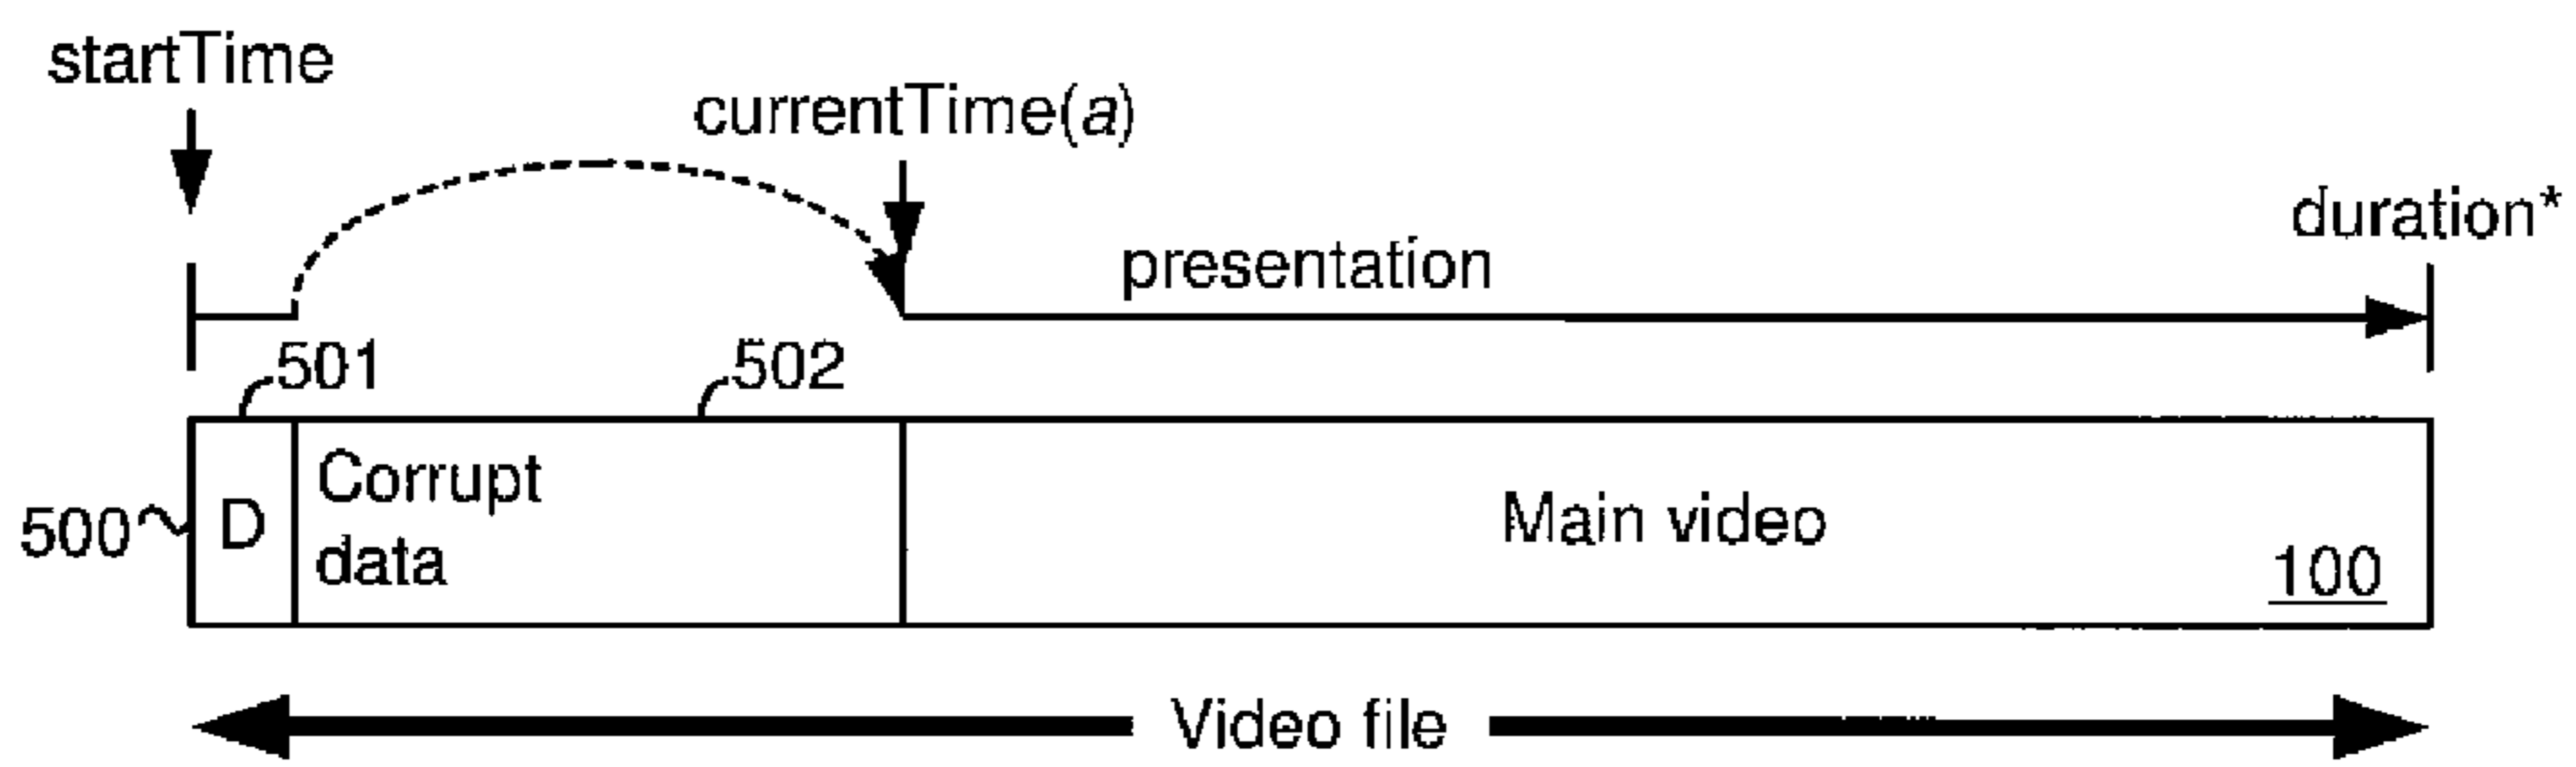 startTime
currentTime(a)
duration*
presentation
501
502
500
D
Corrupt
data
Main video
100
Video file